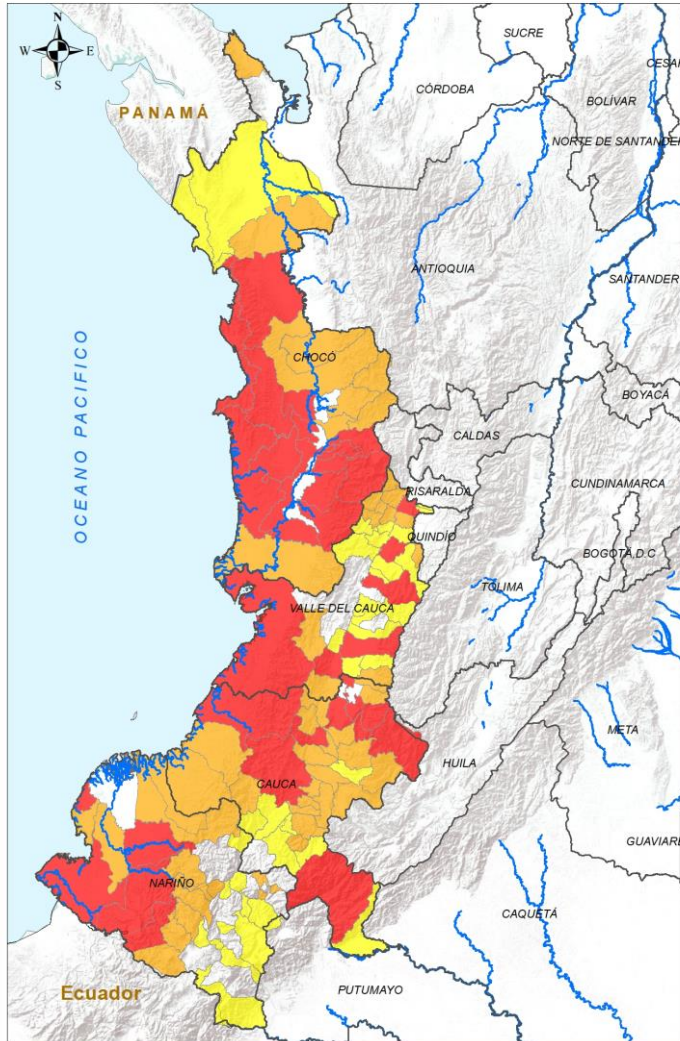 N
W E
S
SUCRE
CESAR
CÓRDOBA
BOLÍVAR
PANAMÁ
NORTE DE SANTANDER
ANTIOQUIA
SANTANDER
OCEANO PACIFICO
CHOCÓ
BOYACÁ
CALDAS
CUNDINAMARCA
RISARALDA
QUINDÍO
BOGOTÁ D.C
TOLIMA
VALLE DEL CAUCA
META
HUILA
CAUCA
GUAVIARE
NARIÑO
CAQUETÁ
Ecuador
PUTUMAYO